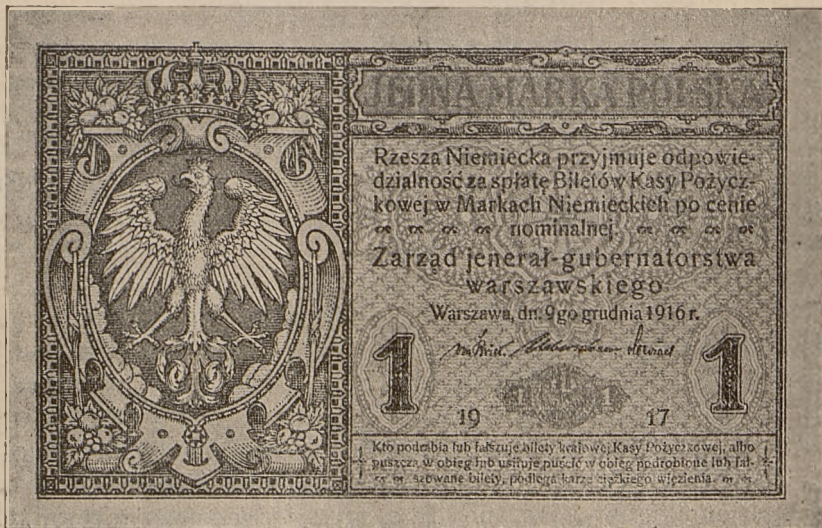 JEDNA MARKA POLSKA
Rzesza Niemiecka przyjmuje odpowie-
dzialność za spłatę Biletów Kasy Pożycz-
kowej w Markach Niemieckich po cenie
nominalnej
Zarząd jenerał-gubernatorstwa
warszawskiego
Warszawa, dn. 9go grudnia 1916 r.
1 1
19 17
Kto podrabia lub fałszuje bilety krajowej Kasy Pożyczkowej, albo
puszcza w obieg lub usiłuje puścić w obieg podrobione lub fał-
szowane bilety, podlega karze ciężkiego więzienia.